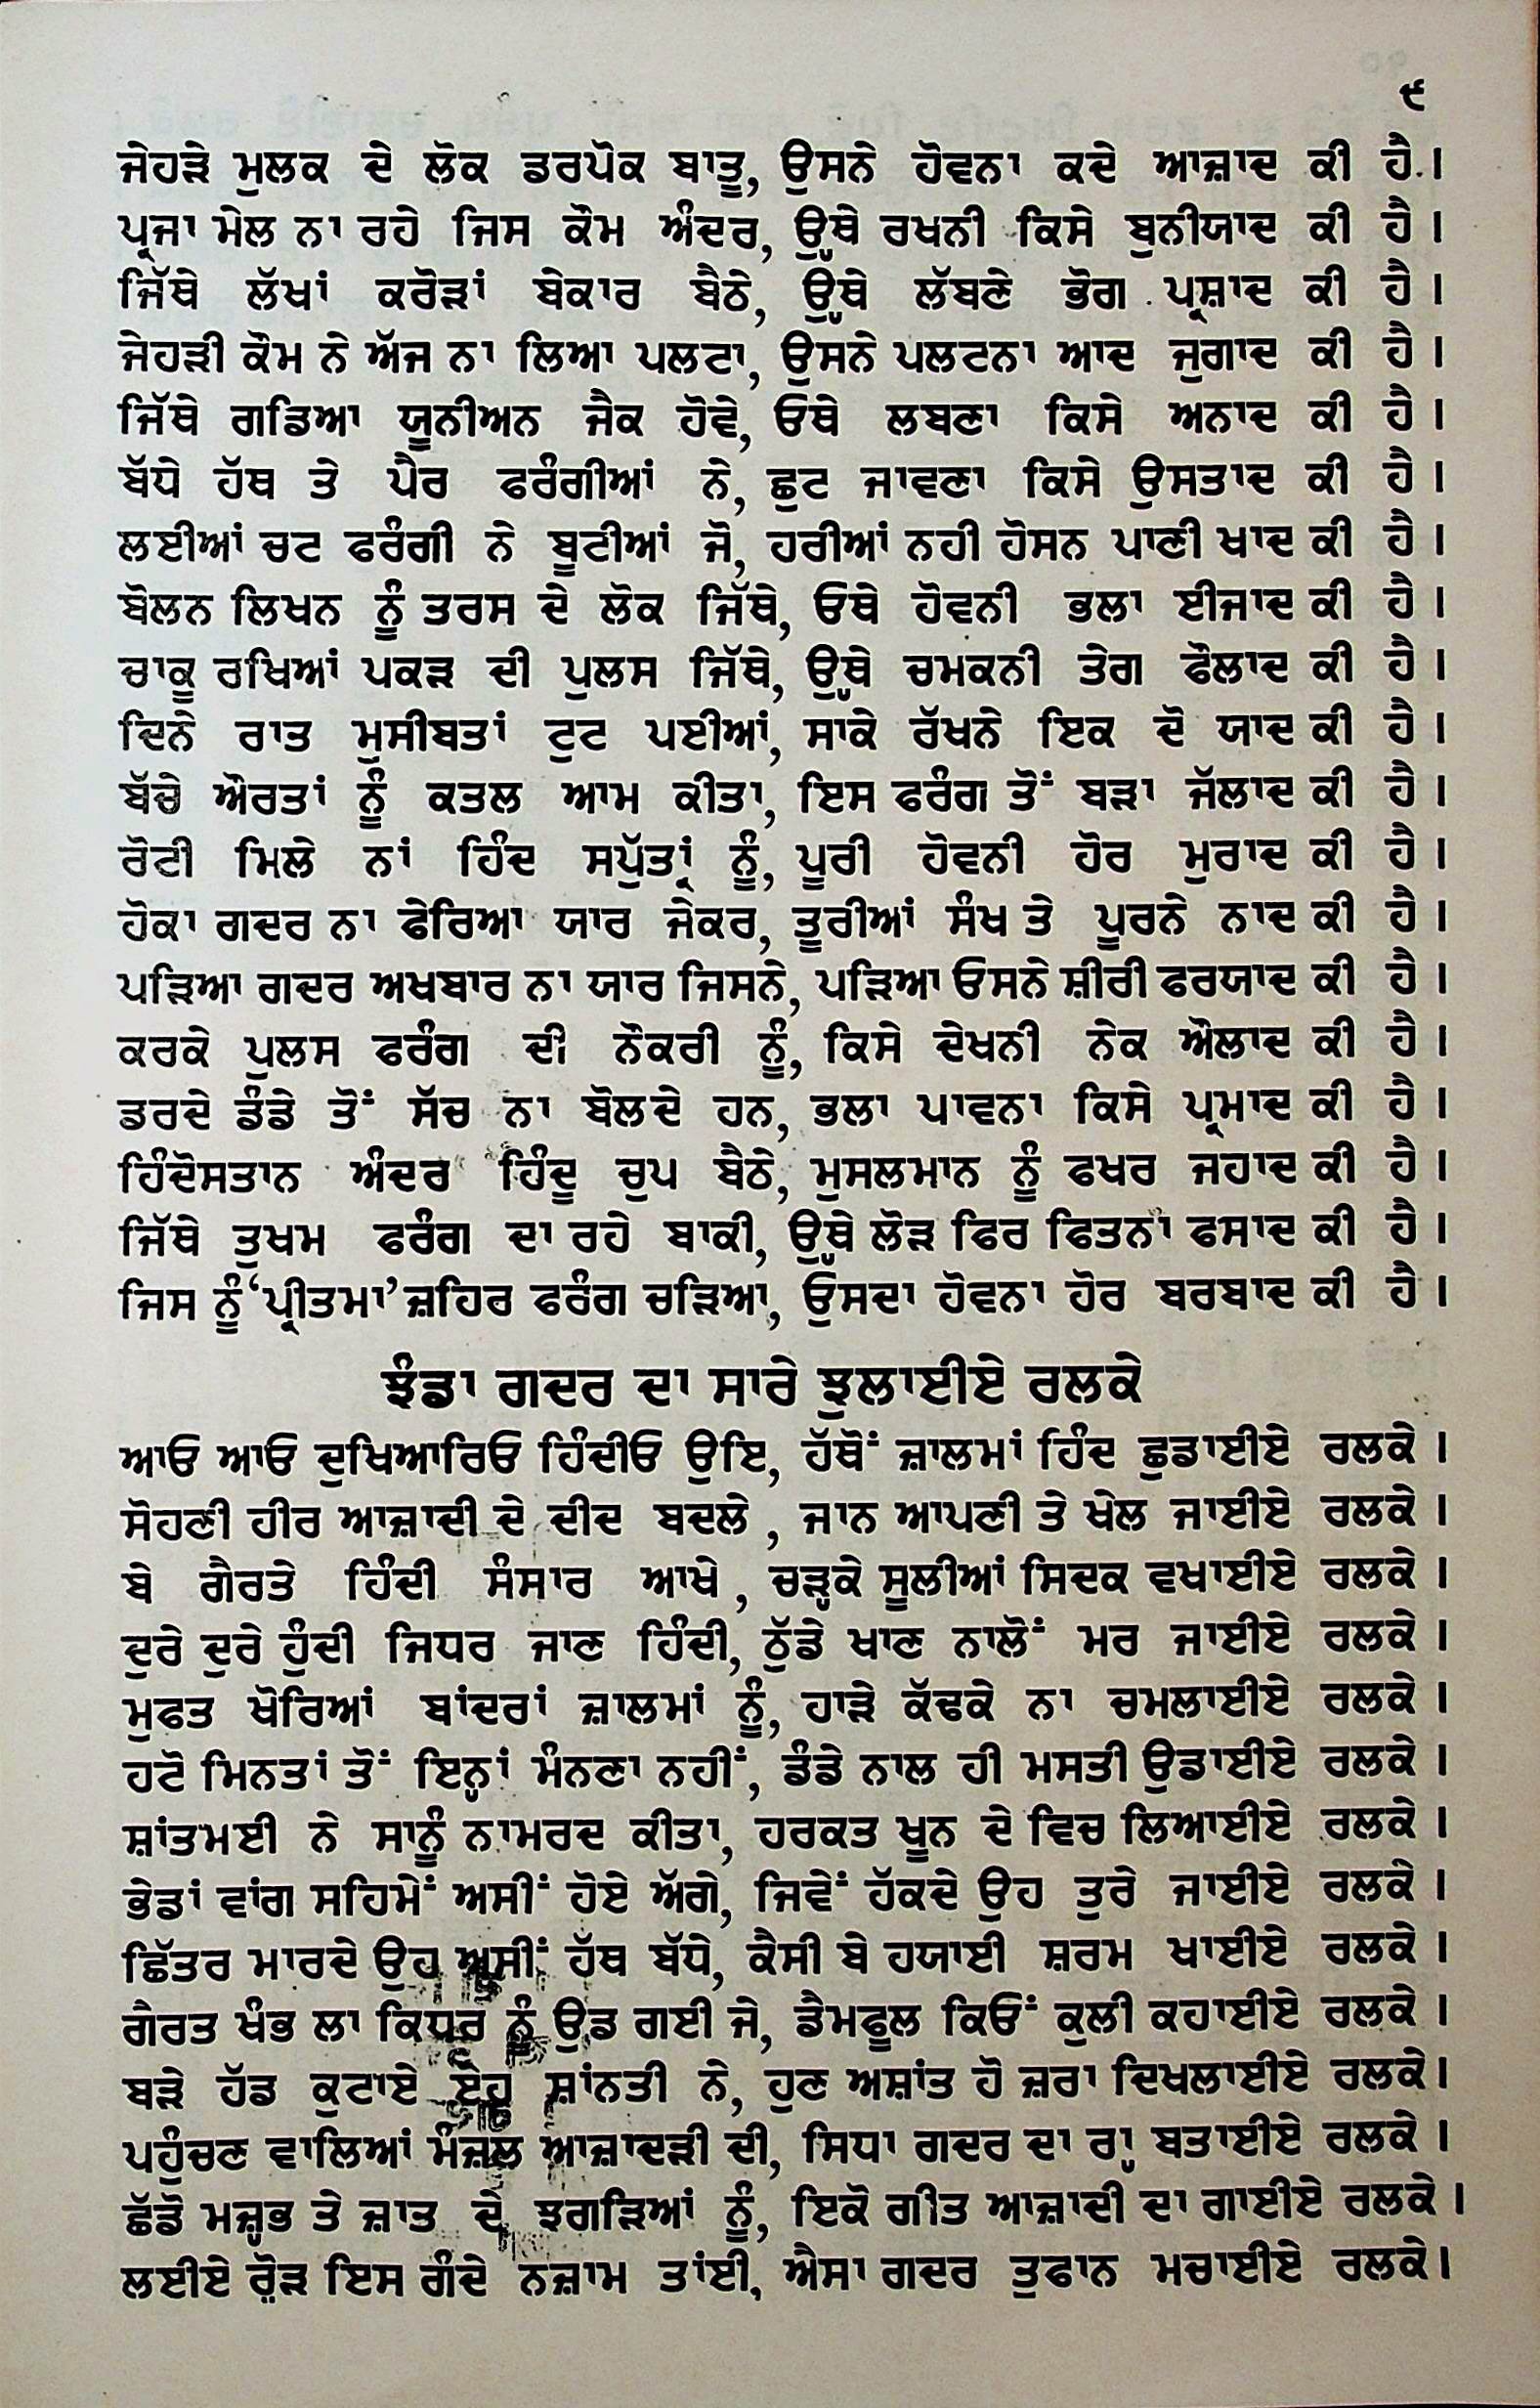 ੯
ਜੇਹੜੇ ਮੁਲਕ ਦੇ ਲੋਕ ਡਰਪੋਕ ਬਾਤੂ, ਉਸਨੇ ਹੋਵਨਾ ਕਦੇ ਆਜ਼ਾਦ ਕੀ ਹੈ।
ਪ੍ਰਜਾ ਮੇਲ ਨਾ ਰਹੇ ਜਿਸ ਕੌਮ ਅੰਦਰ, ਉੱਥੇ ਰਖਨੀ ਕਿਸੇ ਬੁਨੀਯਾਦ ਕੀ ਹੈ।
ਜਿੱਥੇ ਲੱਖਾਂ ਕਰੋੜਾਂ ਬੇਕਾਰ ਬੈਠੇ, ਉੱਥੇ ਲੱਬਣੇ ਭੋਗ ਪ੍ਰਸ਼ਾਦ ਕੀ ਹੈ।
ਜੇਹੜੀ ਕੌਮ ਨੇ ਅੱਜ ਨਾ ਲਿਆ ਪਲਟਾ, ਉਸਨੇ ਪਲਟਨਾ ਆਦ ਜੁਗਾਦ ਕੀ ਹੈ।
ਜਿੱਥੇ ਗਡਿਆ ਯੂਨੀਅਨ ਜੈਕ ਹੋਵੇ, ਓਥੇ ਲਬਣਾ ਕਿਸੇ ਅਨਾਦ ਕੀ ਹੈ।
ਬੱਧੇ ਹੱਥ ਤੇ ਪੈਰ ਫਰੰਗੀਆਂ ਨੇ, ਛੁਟ ਜਾਵਣਾ ਕਿਸੇ ਉਸਤਾਦ ਕੀ ਹੈ।
ਲਈਆਂ ਚਟ ਫਰੰਗੀ ਨੇ ਬੂਟੀਆਂ ਜੋ, ਹਰੀਆਂ ਨਹੀ ਹੋਸਨ ਪਾਣੀ ਖਾਦ ਕੀ ਹੈ।
ਬੋਲਨ ਲਿਖਨ ਨੂੰ ਤਰਸ ਦੇ ਲੋਕ ਜਿੱਥੇ, ਓਥੇ ਹੋਵਨੀ ਭਲਾ ਈਜਾਦ ਕੀ ਹੈ।
ਚਾਕੂ ਰਖਿਆਂ ਪਕੜ ਦੀ ਪੁਲਸ ਜਿੱਥੇ, ਉੱਥੇ ਚਮਕਨੀ ਤੇਗ ਫੌਲਾਦ ਕੀ ਹੈ।
ਦਿਨੇ ਰਾਤ ਮੁਸੀਬਤਾਂ ਟੁਟ ਪਈਆਂ, ਸਾਕੇ ਰੱਖਨੇ ਇਕ ਦੋ ਯਾਦ ਕੀ ਹੈ।
ਬੱਚੇ ਔਰਤਾਂ ਨੂੰ ਕਤਲ ਆਮ ਕੀਤਾ, ਇਸ ਫਰੰਗ ਤੋਂ ਬੜਾ ਜੱਲਾਦ ਕੀ ਹੈ।
ਰੋਟੀ ਮਿਲੇ ਨਾਂ ਹਿੰਦ ਸਪੁੱਤ੍ਰਾਂ ਨੂੰ, ਪੂਰੀ ਹੋਵਨੀ ਹੋਰ ਮੁਰਾਦ ਕੀ ਹੈ।
ਹੋਕਾ ਗਦਰ ਨਾ ਫੇਰਿਆ ਯਾਰ ਜੇਕਰ, ਤੂਰੀਆਂ ਸੰਖ ਤੇ ਪੂਰਨੇ ਨਾਦ ਕੀ ਹੈ।
ਪੜਿਆ ਗਦਰ ਅਖਬਾਰ ਨਾ ਯਾਰ ਜਿਸਨੇ, ਪੜਿਆ ਓਸਨੇ ਸ਼ੀਰੀ ਫਰਯਾਦ ਕੀ ਹੈ।
ਕਰਕੇ ਪੁਲਸ ਫਰੰਗ ਦੀ ਨੌਕਰੀ ਨੂੰ, ਕਿਸੇ ਦੇਖਨੀ ਨੇਕ ਔਲਾਦ ਕੀ ਹੈ।
ਡਰਦੇ ਡੰਡੇ ਤੋਂ ਸੱਚ ਨਾ ਬੋਲਦੇ ਹਨ, ਭਲਾ ਪਾਵਨਾ ਕਿਸੇ ਪ੍ਰਮਾਦ ਕੀ ਹੈ।
ਹਿੰਦੋਸਤਾਨ ਅੰਦਰ ਹਿੰਦੂ ਚੁਪ ਬੈਠੇ, ਮੁਸਲਮਾਨ ਨੂੰ ਫਖਰ ਜਹਾਦ ਕੀ ਹੈ।
ਜਿੱਥੇ ਤੁਖਮ ਫਰੰਗ ਦਾ ਰਹੇ ਬਾਕੀ, ਉੱਥੇ ਲੋੜ ਫਿਰ ਫਿਤਨਾ ਫਸਾਦ ਕੀ ਹੈ।
ਜਿਸ ਨੂੰ ‘ਪ੍ਰੀਤਮਾ’ ਜ਼ਹਿਰ ਫਰੰਗ ਚੜਿਆ, ਓਸਦਾ ਹੋਵਨਾ ਹੋਰ ਬਰਬਾਦ ਕੀ ਹੈ।
ਝੰਡਾ ਗਦਰ ਦਾ ਸਾਰੇ ਝੁਲਾਈਏ ਰਲਕੇ
ਆਓ ਆਓ ਦੁਖਿਆਰਿਓ ਹਿੰਦੀਓ ਉਇ, ਹੱਥੋਂ ਜ਼ਾਲਮਾਂ ਹਿੰਦ ਛੁਡਾਈਏ ਰਲਕੇ।
ਸੋਹਣੀ ਹੀਰ ਆਜ਼ਾਦੀ ਦੇ ਦੀਦ ਬਦਲੇ, ਜਾਨ ਆਪਣੀ ਤੇ ਖੇਲ ਜਾਈਏ ਰਲਕੇ।
ਬੇ ਗੈਰਤੇ ਹਿੰਦੀ ਸੰਸਾਰ ਆਖੇ, ਚੜ੍ਹਕੇ ਸੂਲੀਆਂ ਸਿਦਕ ਵਖਾਈਏ ਰਲਕੇ।
ਦੁਰੇ ਦੁਰੇ ਹੁੰਦੀ ਜਿਧਰ ਜਾਣ ਹਿੰਦੀ, ਠੁੱਡੇ ਖਾਣ ਨਾਲੋਂ ਮਰ ਜਾਈਏ ਰਲਕੇ।
ਮੁਫਤ ਖੋਰਿਆਂ ਬਾਂਦਰਾਂ ਜ਼ਾਲਮਾਂ ਨੂੰ, ਹਾੜੇ ਕੱਢਕੇ ਨਾ ਚਮਲਾਈਏ ਰਲਕੇ।
ਹਟੋ ਮਿਨਤਾਂ ਤੋਂ ਇਨ੍ਹਾਂ ਮੰਨਣਾ ਨਹੀਂ, ਡੰਡੇ ਨਾਲ ਹੀ ਮਸਤੀ ਉਡਾਈਏ ਰਲਕੇ।
ਸ਼ਾਂਤਮਈ ਨੇ ਸਾਨੂੰ ਨਾਮਰਦ ਕੀਤਾ, ਹਰਕਤ ਖੂਨ ਦੇ ਵਿਚ ਲਿਆਈਏ ਰਲਕੇ।
ਭੇਡਾਂ ਵਾਂਗ ਸਹਿਮੇਂ ਅਸੀਂ ਹੋਏ ਅੱਗੇ, ਜਿਵੇਂ ਹੱਕਦੇ ਉਹ ਤੁਰੇ ਜਾਈਏ ਰਲਕੇ।
ਛਿੱਤਰ ਮਾਰਦੇ ਉਹ ਅਸੀਂ ਹੱਥ ਬੱਧੇ, ਕੈਸੀ ਬੇ ਹਯਾਈ ਸ਼ਰਮ ਖਾਈਏ ਰਲਕੇ।
ਗੈਰਤ ਖੰਭ ਲਾ ਕਿਧਰ ਨੂੰ ਉਡ ਗਈ ਜੇ, ਡੈਮਫੂਲ ਕਿਓਂ ਕੁਲੀ ਕਹਾਈਏ ਰਲਕੇ।
ਬੜੇ ਹੱਡ ਕੁਟਾਏ ਏਹੁ ਸ਼ਾਂਨਤੀ ਨੇ, ਹੁਣ ਅਸ਼ਾਂਤ ਹੋ ਜ਼ਰਾ ਦਿਖਲਾਈਏ ਰਲਕੇ।
ਪਹੁੰਚਣ ਵਾਲਿਆਂ ਮੰਜ਼ਲ ਆਜ਼ਾਦੜੀ ਦੀ, ਸਿਧਾ ਗਦਰ ਦਾ ਰਾਹ ਬਤਾਈਏ ਰਲਕੇ।
ਛੱਡੋ ਮਜ਼੍ਹਬ ਤੇ ਜ਼ਾਤ ਦੇ ਝਗੜਿਆਂ ਨੂੰ, ਇਕੋ ਗੀਤ ਆਜ਼ਾਦੀ ਦਾ ਗਾਈਏ ਰਲਕੇ।
ਲਈਏ ਰੋੜ੍ਹ ਇਸ ਗੰਦੇ ਨਜ਼ਾਮ ਤਾਂਈ, ਐਸਾ ਗਦਰ ਤੁਫਾਨ ਮਚਾਈਏ ਰਲਕੇ।